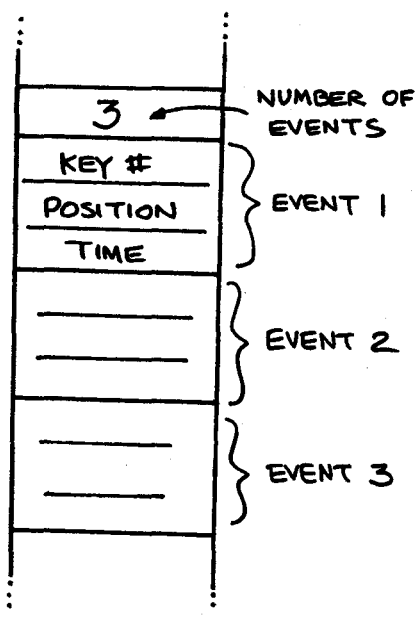 3
NUMBER OF
EVENTS
KEY #
POSITION
TIME
EVENT 1
EVENT 2
EVENT 3